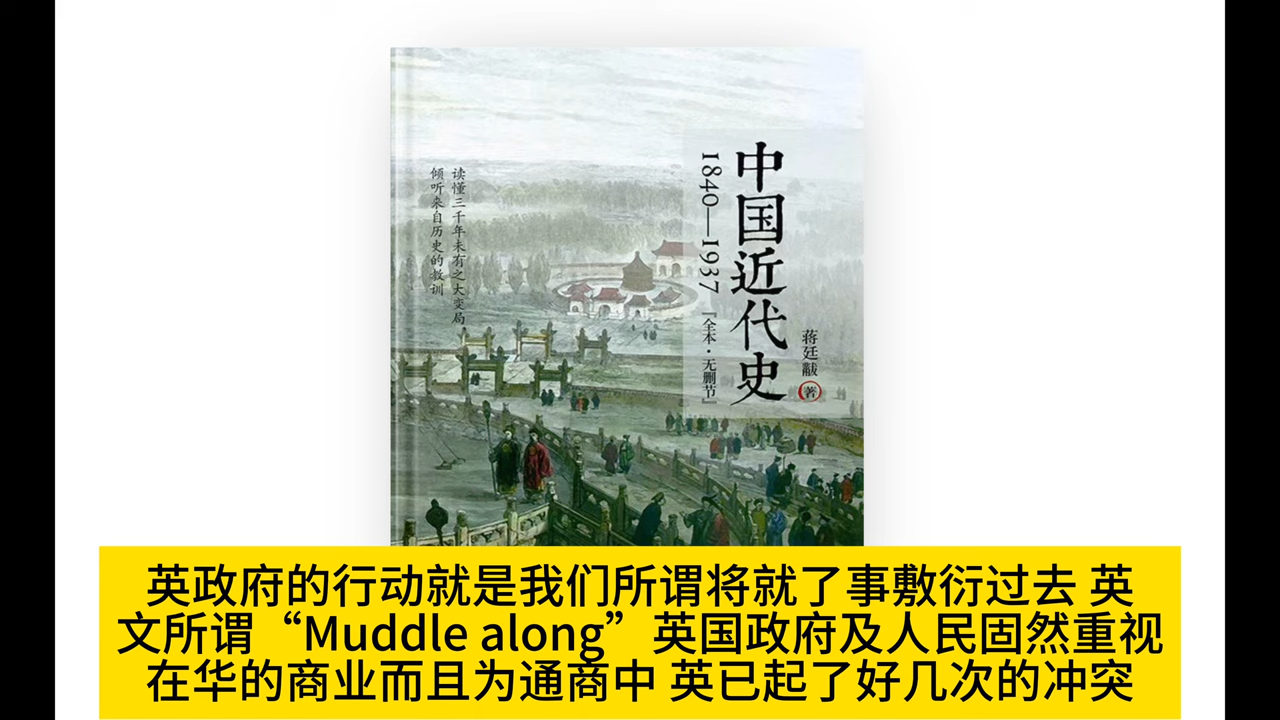 中国近代史
1840—1937
『全本·无删节』
蒋廷黻 著
读懂三千年未有之大变局，
倾听来自历史的教训
英政府的行动就是我们所谓将就了事敷衍过去 英
文所谓“Muddle along”英国政府及人民固然重视
在华的商业而且为通商中 英已起了好几次的冲突